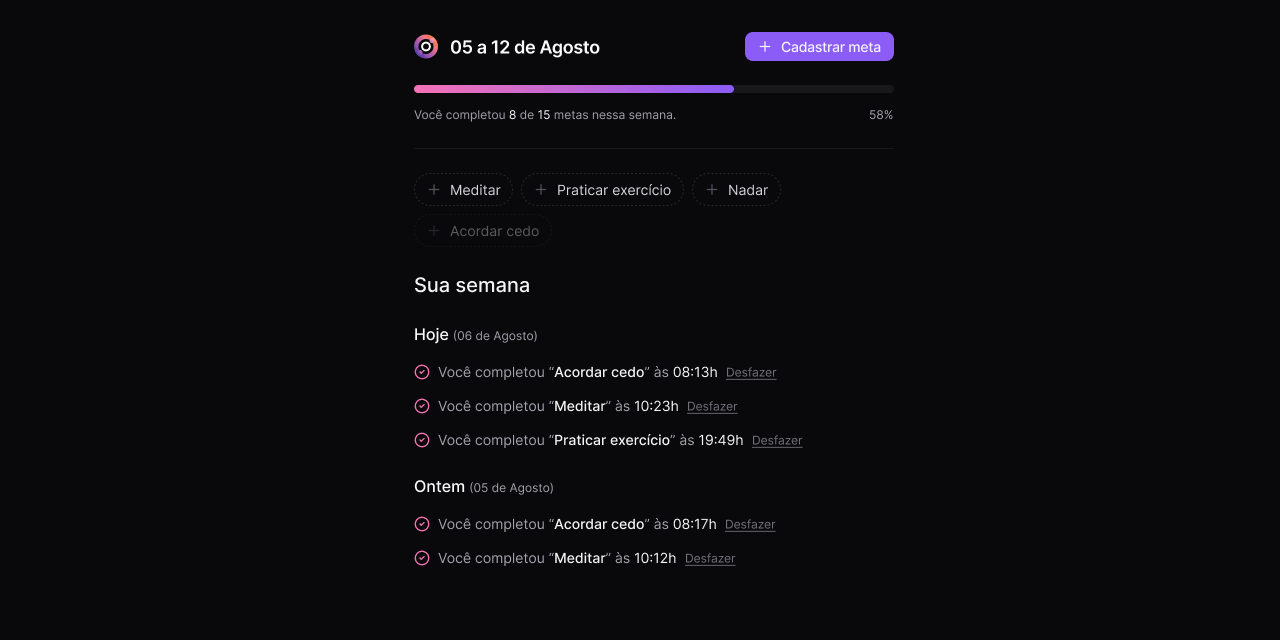 05 a 12 de Agosto
Cadastrar meta
Você completou 8 de 15 metas nessa semana.
58%
Meditar
Praticar exercício
Nadar
Acordar cedo
Sua semana
Hoje (06 de Agosto)
Você completou “Acordar cedo” às 08:13h Desfazer
Você completou “Meditar” às 10:23h Desfazer
Você completou “Praticar exercício” às 19:49h Desfazer
Ontem (05 de Agosto)
Você completou “Acordar cedo” às 08:17h Desfazer
Você completou “Meditar” às 10:12h Desfazer